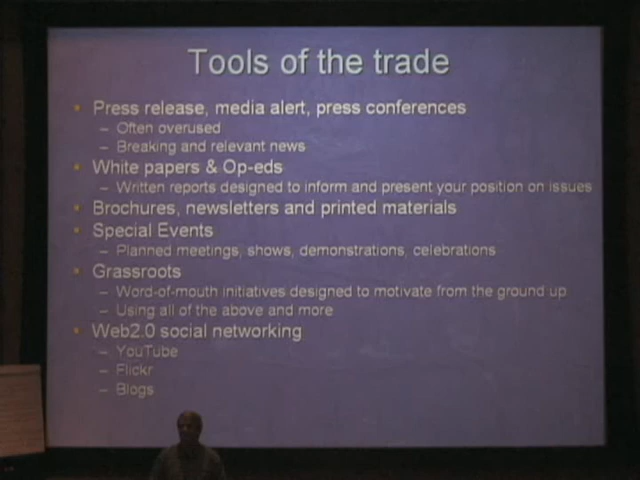 Tools of the trade
Press release, media alert, press conferences
– Often overused
– Breaking and relevant news
White papers & Op-eds
– Written reports designed to inform and present your position on issues
Brochures, newsletters and printed materials
Special Events
– Planned meetings, shows, demonstrations, celebrations
Grassroots
– Word-of-mouth initiatives designed to motivate from the ground up
– Using all of the above and more
Web2.0 social networking
– YouTube
– Flickr
– Blogs